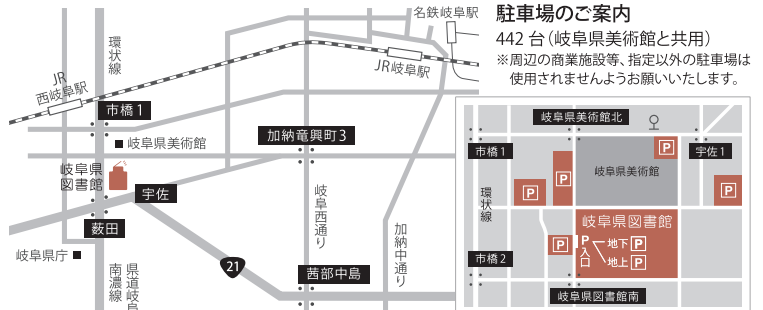 駐車場のご案内
442台（岐阜県美術館と共用）
※周辺の商業施設等、指定以外の駐車場は
使用されませんようお願いいたします。
名鉄岐阜駅
環状線
JR岐阜駅
JR
西岐阜駅
市橋1
岐阜県美術館
加納竜興町3
岐阜県
図書館
宇佐
薮田
岐阜西通り
加納中通り
岐阜県庁
県道岐阜
南濃線
21
茜部中島
岐阜県美術館北
市橋1
岐阜県美術館
P
宇佐1
P
P
P
環状線
岐阜県図書館
P
P入口
地下P
地上P
市橋2
岐阜県図書館南